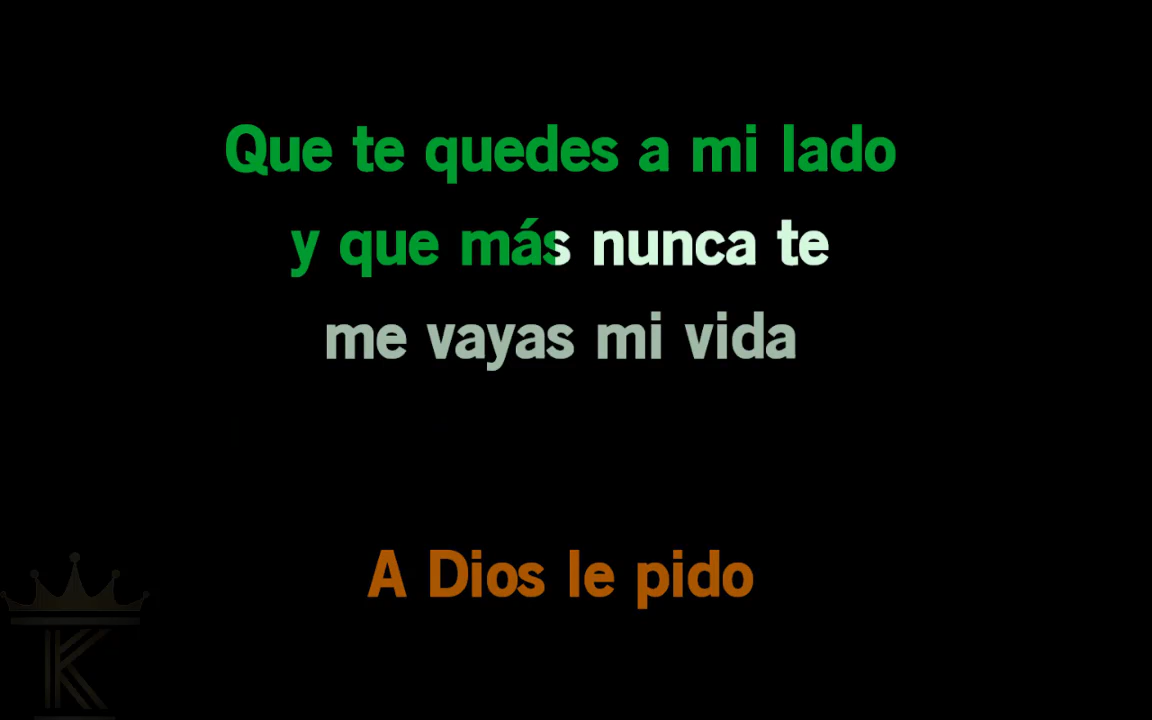 Que te quedes a mi lado
y que más nunca te
me vayas mi vida
A Dios le pido
K